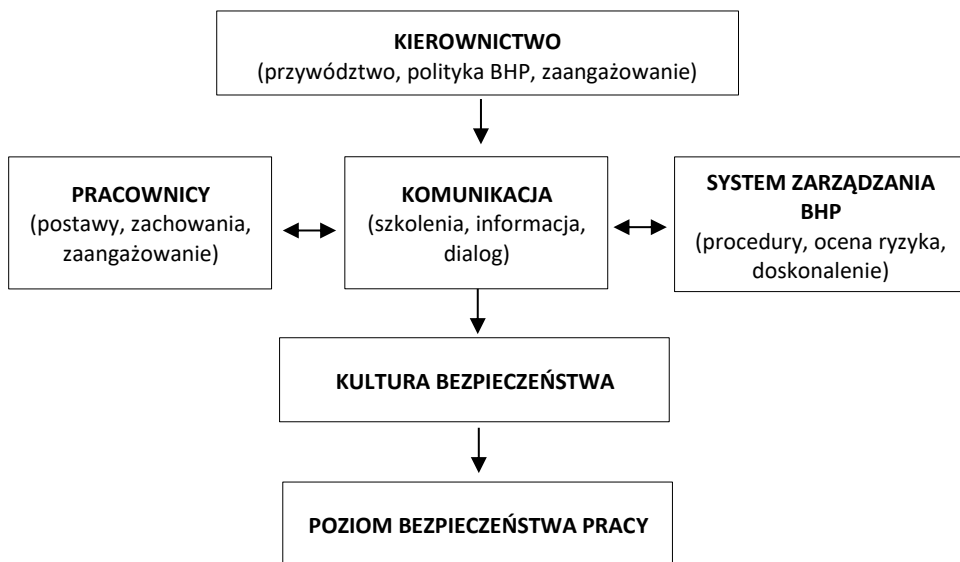 KIEROWNICTWO
(przywództwo, polityka BHP, zaangażowanie)
PRACOWNICY
(postawy, zachowania,
zaangażowanie)
KOMUNIKACJA
(szkolenia, informacja,
dialog)
SYSTEM ZARZĄDZANIA
BHP
(procedury, ocena ryzyka,
doskonalenie)
KULTURA BEZPIECZEŃSTWA
POZIOM BEZPIECZEŃSTWA PRACY